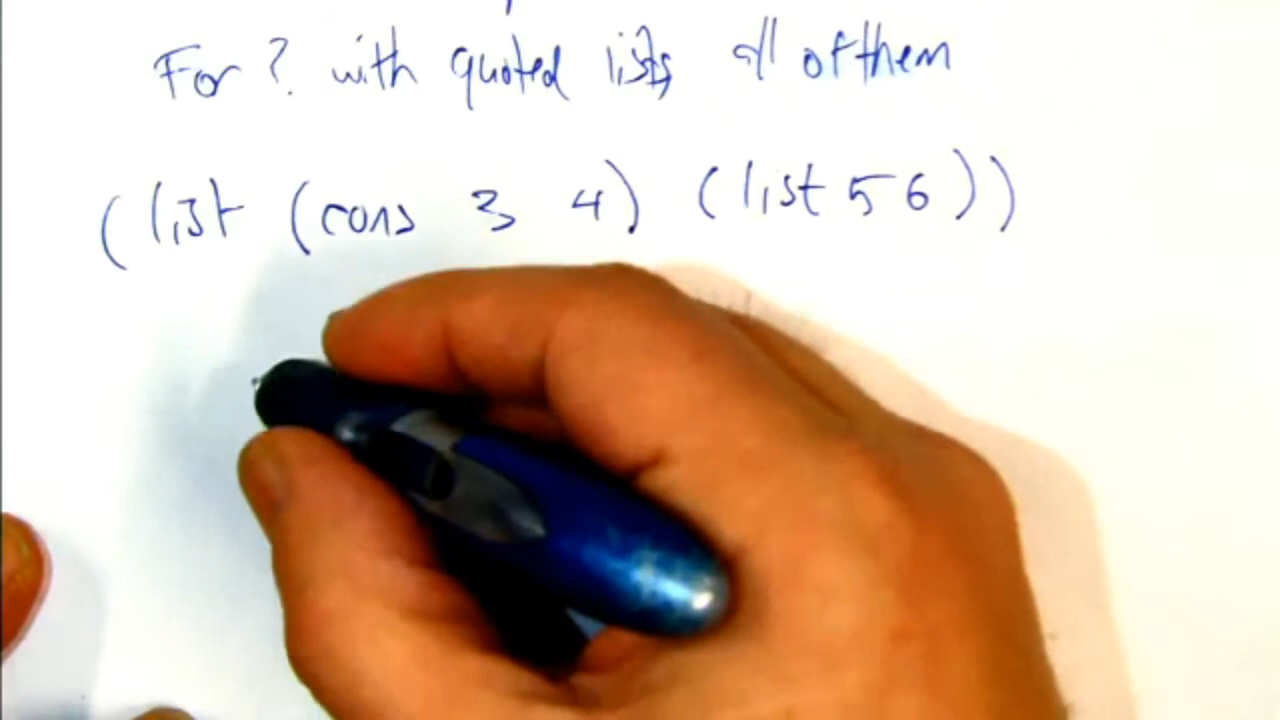 For ? with quoted lists all of them
(list (cons 3 4) (list 5 6))